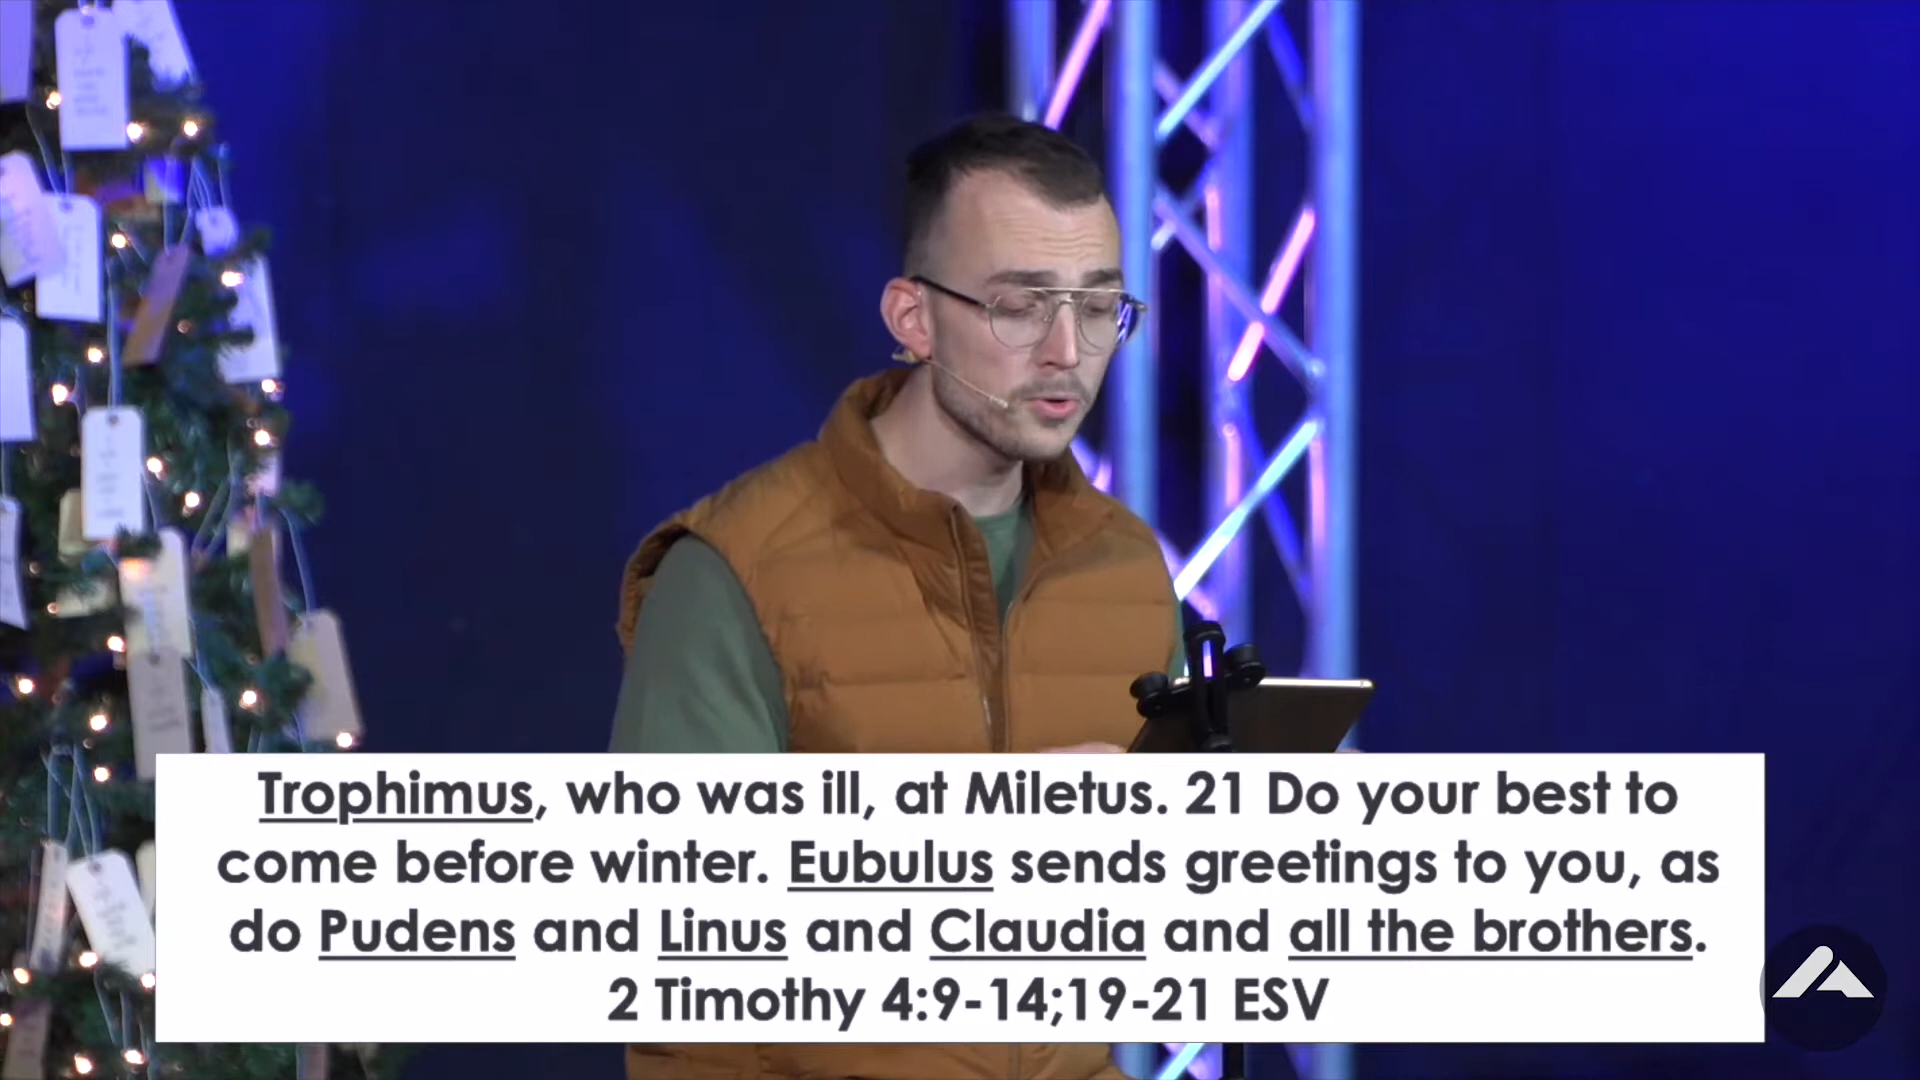 Trophimus, who was ill, at Miletus. 21 Do your best to
come before winter. Eubulus sends greetings to you, as
do Pudens and Linus and Claudia and all the brothers.
2 Timothy 4:9-14;19-21 ESV